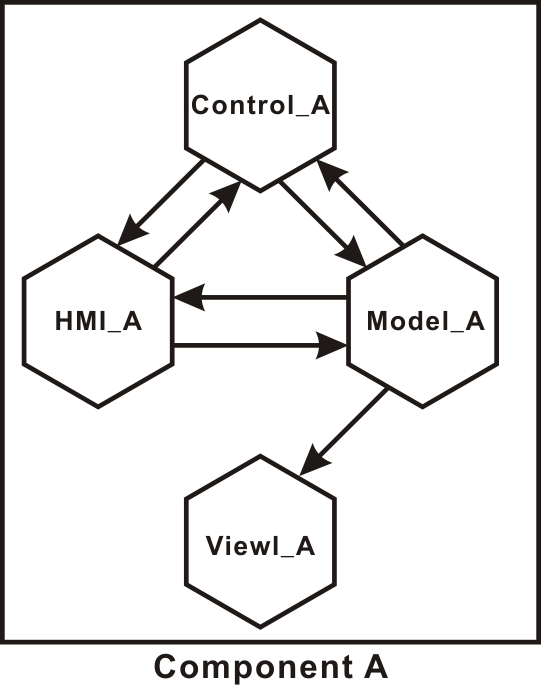 Control_A
HMI_A
Model_A
Viewl_A
Component A